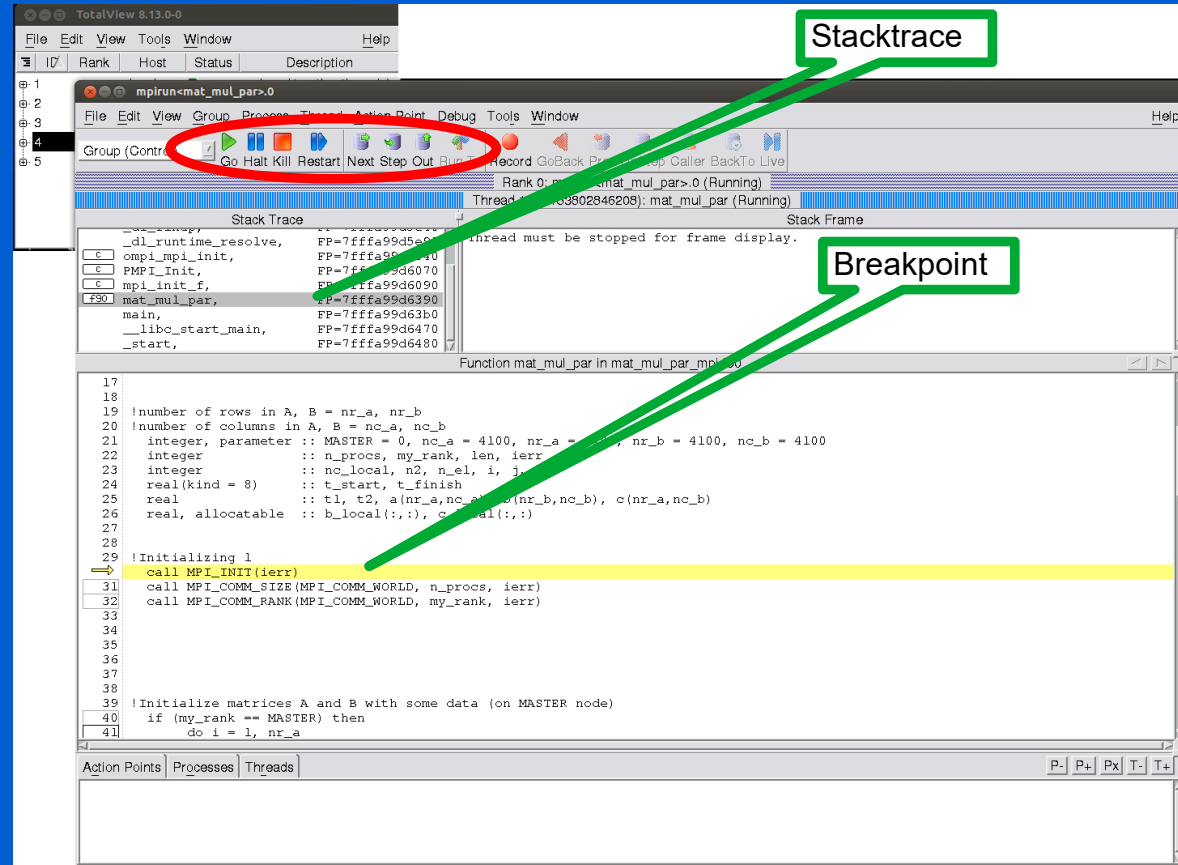 TotalView 8.13.0-0
File Edit View Tools Window Help
ID Rank Host Status Description
1
2
3
4
5
Stacktrace
mpirun<mat_mul_par>.0
File Edit View Group Process Thread Action Point Debug Tools Window Help
Group (Contr
Go Halt Kill Restart Next Step Out Run T Record GoBack Pr Caller BackTo Live
Rank 0: mat_mul_par>.0 (Running)
Thread 53802846208): mat_mul_par (Running)
Stack Trace
Stack Frame
_dl_runtime_resolve, FP=7fffa99d5e
C ompi_mpi_init, FP=7fffa99d 40
C PMPI_Init, FP=7fffa99d6070
C mpi_init_f, FP=7fffa99d6090
f90 mat_mul_par, FP=7fffa99d6390
main, FP=7fffa99d63b0
__libc_start_main, FP=7fffa99d6470
_start, FP=7fffa99d6480
Thread must be stopped for frame display.
Breakpoint
Function mat_mul_par in mat_mul_par_mpi.f90
17
18
19 !number of rows in A, B = nr_a, nr_b
20 !number of columns in A, B = nc_a, nc_b
21 integer, parameter :: MASTER = 0, nc_a = 4100, nr_a = nr_b = 4100, nc_b = 4100
22 integer :: n_procs, my_rank, len, ierr
23 integer :: nc_local, n2, n_el, i, j,
24 real(kind = 8) :: t_start, t_finish
25 real :: t1, t2, a(nr_a,nc_a) b(nr_b,nc_b), c(nr_a,nc_b)
26 real, allocatable :: b_local(:,:), c_local(:,:)
27
28
29 !Initializing 1
call MPI_INIT(ierr)
31 call MPI_COMM_SIZE(MPI_COMM_WORLD, n_procs, ierr)
32 call MPI_COMM_RANK(MPI_COMM_WORLD, my_rank, ierr)
33
34
35
36
37
38
39 !Initialize matrices A and B with some data (on MASTER node)
40 if (my_rank == MASTER) then
41 do i = 1, nr_a
Action Points Processes Threads P- P+ Px T- T+